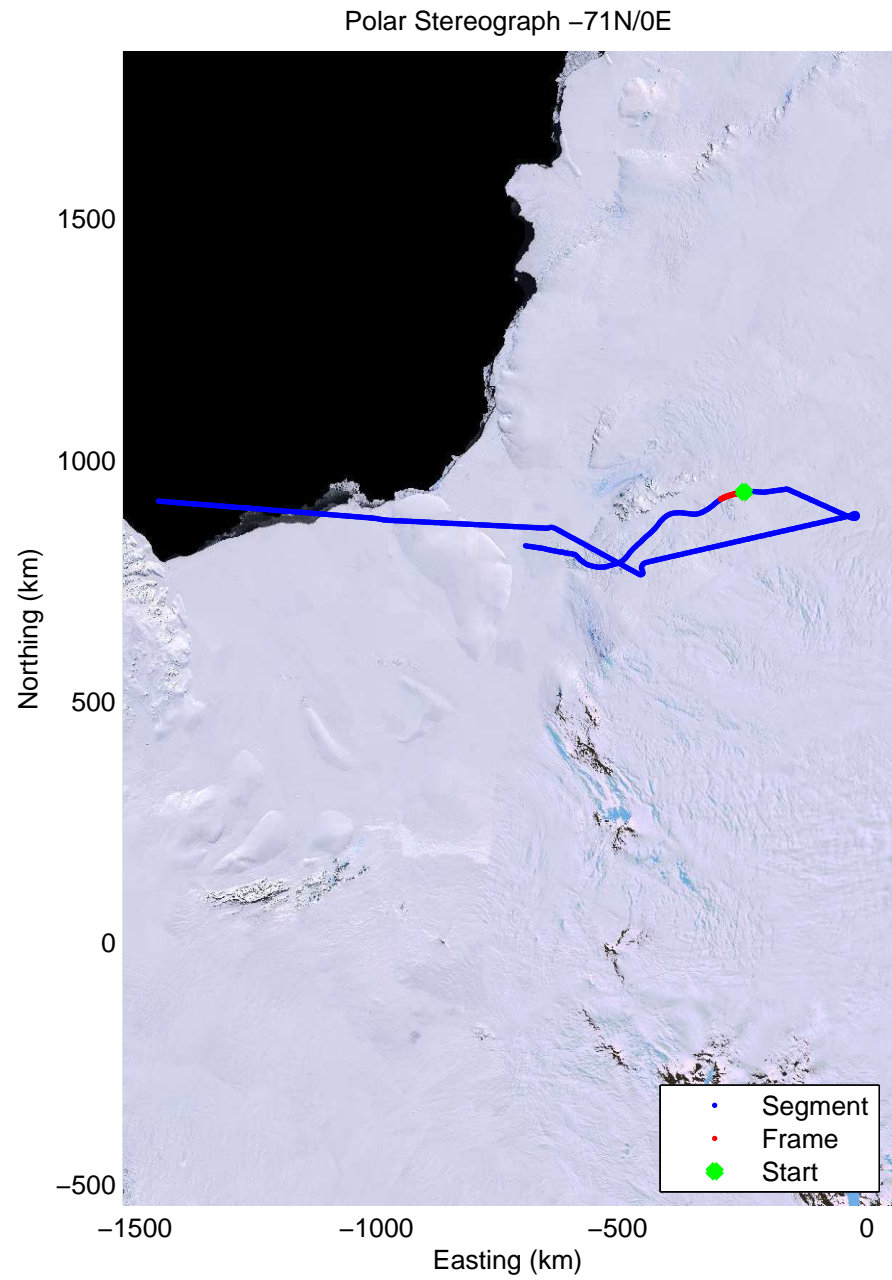 Polar Stereograph −71N/0E
1500
1000
500
0
−500
Northing (km)
−1500
−1000
−500
0
Easting (km)
Segment
Frame
Start